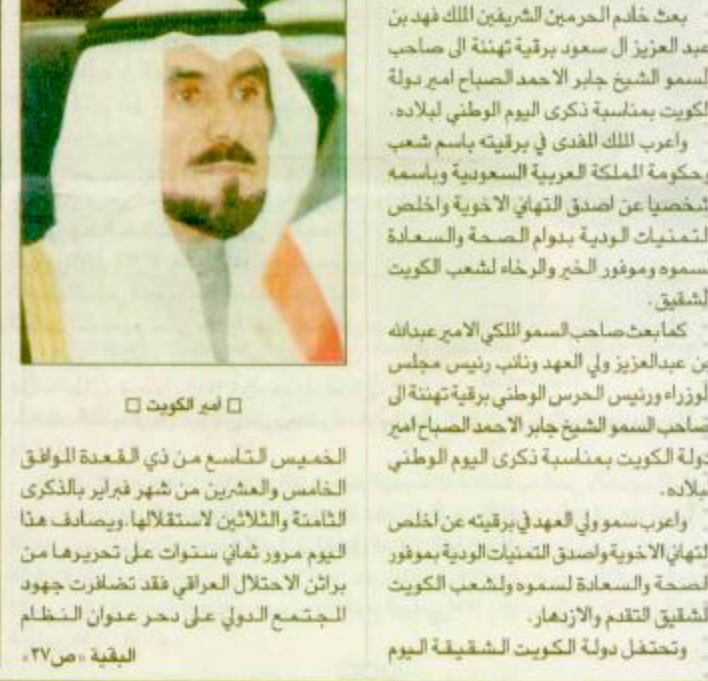 بعث خادم الحرمين الشريفين الملك فهد بن
عبد العزيز آل سعود برقية تهنئة الى صاحب
السمو الشيخ جابر الاحمد الصباح امير دولة
الكويت بمناسبة ذكرى اليوم الوطني لبلاده.
واعرب الملك المفدى في برقيته باسم شعب
وحكومة المملكة العربية السعودية وباسمه
شخصيا عن اصدق التهاني الاخوية واخلص
التمنيات الودية بدوام الصحة والسعادة
لسموه وموفور الخير والرخاء لشعب الكويت
الشقيق.
كما بعث صاحب السمو الملكي الامير عبدالله
بن عبدالعزيز ولي العهد ونائب رئيس مجلس
الوزراء ورئيس الحرس الوطني برقية تهنئة الى
صاحب السمو الشيخ جابر الاحمد الصباح امير
دولة الكويت بمناسبة ذكرى اليوم الوطني
لبلاده.
واعرب سمو ولي العهد في برقيته عن اخلص
التهاني الاخوية واصدق التمنيات الودية بموفور
الصحة والسعادة لسموه ولشعب الكويت
الشقيق التقدم والازدهار.
وتحتفل دولة الكويت الشقيقة اليوم
□ أمير الكويت □
الخميس التاسع من ذي القعدة الموافق
الخامس والعشرين من شهر فبراير بالذكرى
الثامنة والثلاثين لاستقلالها. ويصادف هذا
اليوم مرور ثماني سنوات على تحريرها من
براثن الاحتلال العراقي فقد تضافرت جهود
المجتمع الدولي على دحر عدوان النظام
البقية «ص٢٧»